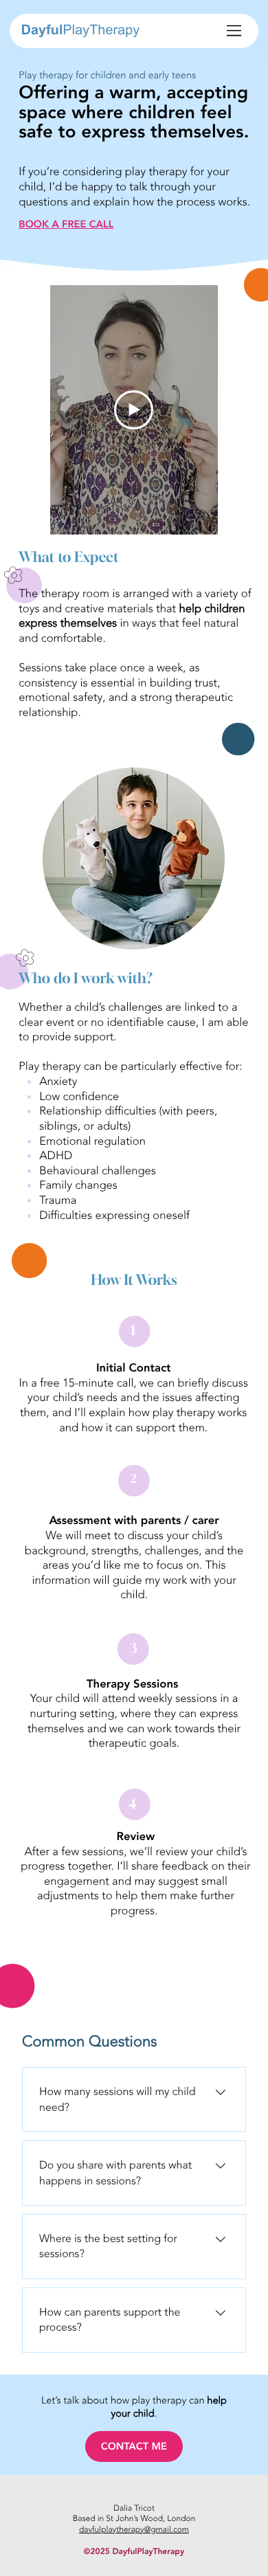 DayfulPlayTherapy
Play therapy for children and early teens
Offering a warm, accepting
space where children feel
safe to express themselves.
If you’re considering play therapy for your
child, I’d be happy to talk through your
questions and explain how the process works.
BOOK A FREE CALL
What to Expect
The therapy room is arranged with a variety of
toys and creative materials that help children
express themselves in ways that feel natural
and comfortable.
Sessions take place once a week, as
consistency is essential in building trust,
emotional safety, and a strong therapeutic
relationship.
Who do I work with?
Whether a child’s challenges are linked to a
clear event or no identifiable cause, I am able
to provide support.
Play therapy can be particularly effective for:
Anxiety
Low confidence
Relationship difficulties (with peers,
siblings, or adults)
Emotional regulation
ADHD
Behavioural challenges
Family changes
Trauma
Difficulties expressing oneself
How It Works
1
Initial Contact
In a free 15-minute call, we can briefly discuss
your child’s needs and the issues affecting
them, and I’ll explain how play therapy works
and how it can support them.
2
Assessment with parents / carer
We will meet to discuss your child’s
background, strengths, challenges, and the
areas you’d like me to focus on. This
information will guide my work with your
child.
3
Therapy Sessions
Your child will attend weekly sessions in a
nurturing setting, where they can express
themselves and we can work towards their
therapeutic goals.
4
Review
After a few sessions, we’ll review your child’s
progress together. I’ll share feedback on their
engagement and may suggest small
adjustments to help them make further
progress.
Common Questions
How many sessions will my child
need?
Do you share with parents what
happens in sessions?
Where is the best setting for
sessions?
How can parents support the
process?
Let’s talk about how play therapy can help
your child.
CONTACT ME
Dalia Tricot
Based in St John’s Wood, London
dayfulplaytherapy@gmail.com
©2025 DayfulPlayTherapy